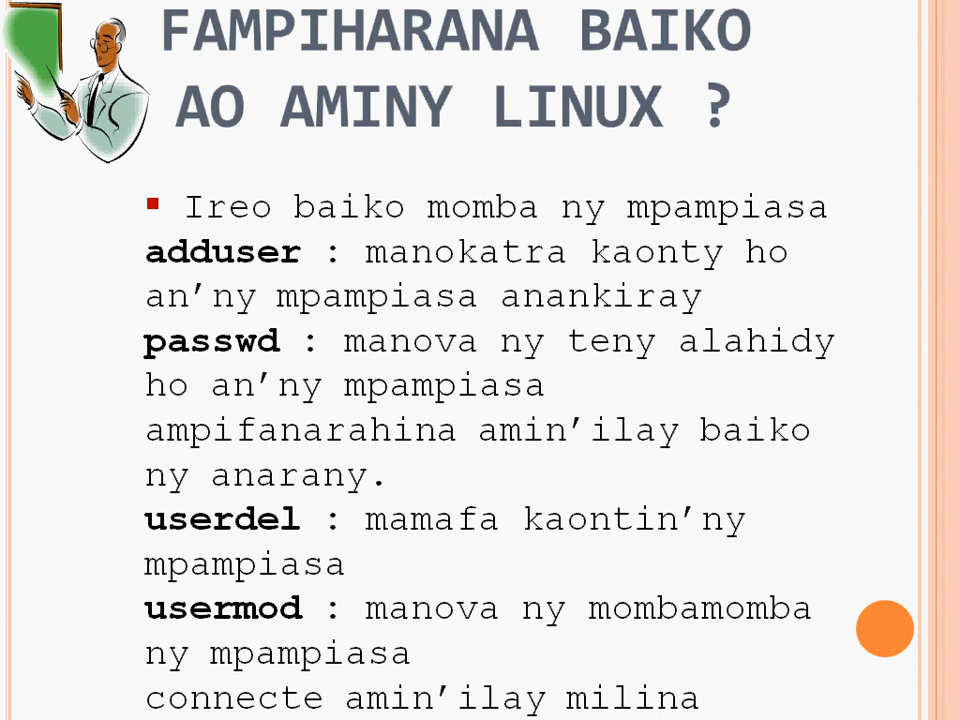 FAMPIHARANA BAIKO
AO AMINY LINUX ?
▪ Ireo baiko momba ny mpampiasa
adduser : manokatra kaonty ho
an’ny mpampiasa anankiray
passwd : manova ny teny alahidy
ho an’ny mpampiasa
ampifanarahina amin’ilay baiko
ny anarany.
userdel : mamafa kaontin’ny
mpampiasa
usermod : manova ny mombamomba
ny mpampiasa
connecte amin’ilay milina